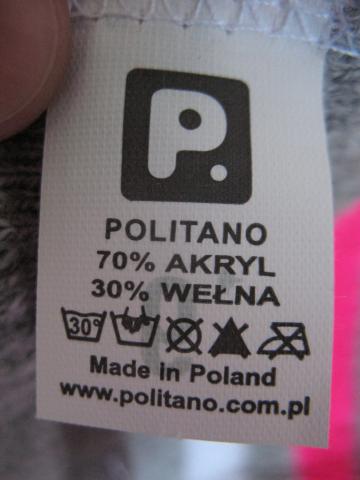 P.
POLITANO
70% AKRYL
30% WEŁNA
30°
Made in Poland
www.politano.com.pl